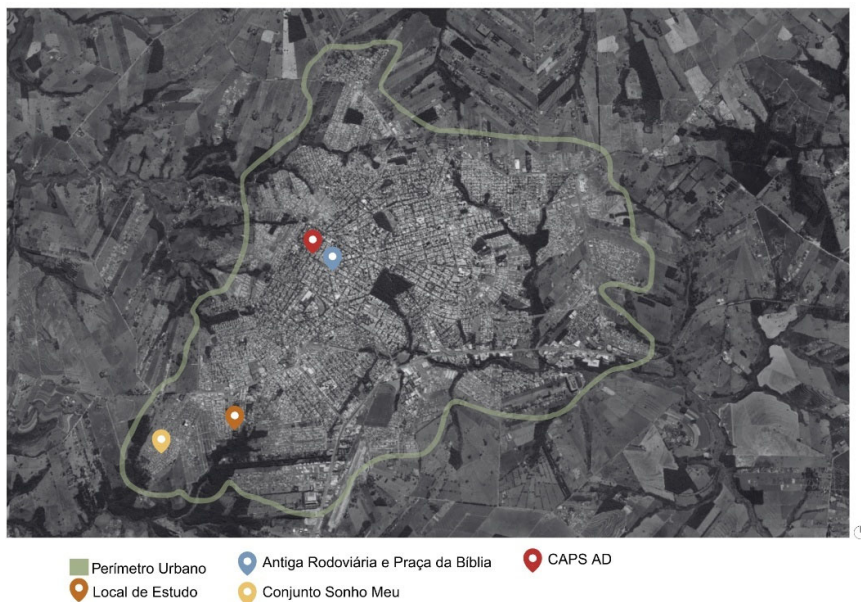 Perímetro Urbano
Antiga Rodoviária e Praça da Bíblia
CAPS AD
Local de Estudo
Conjunto Sonho Meu